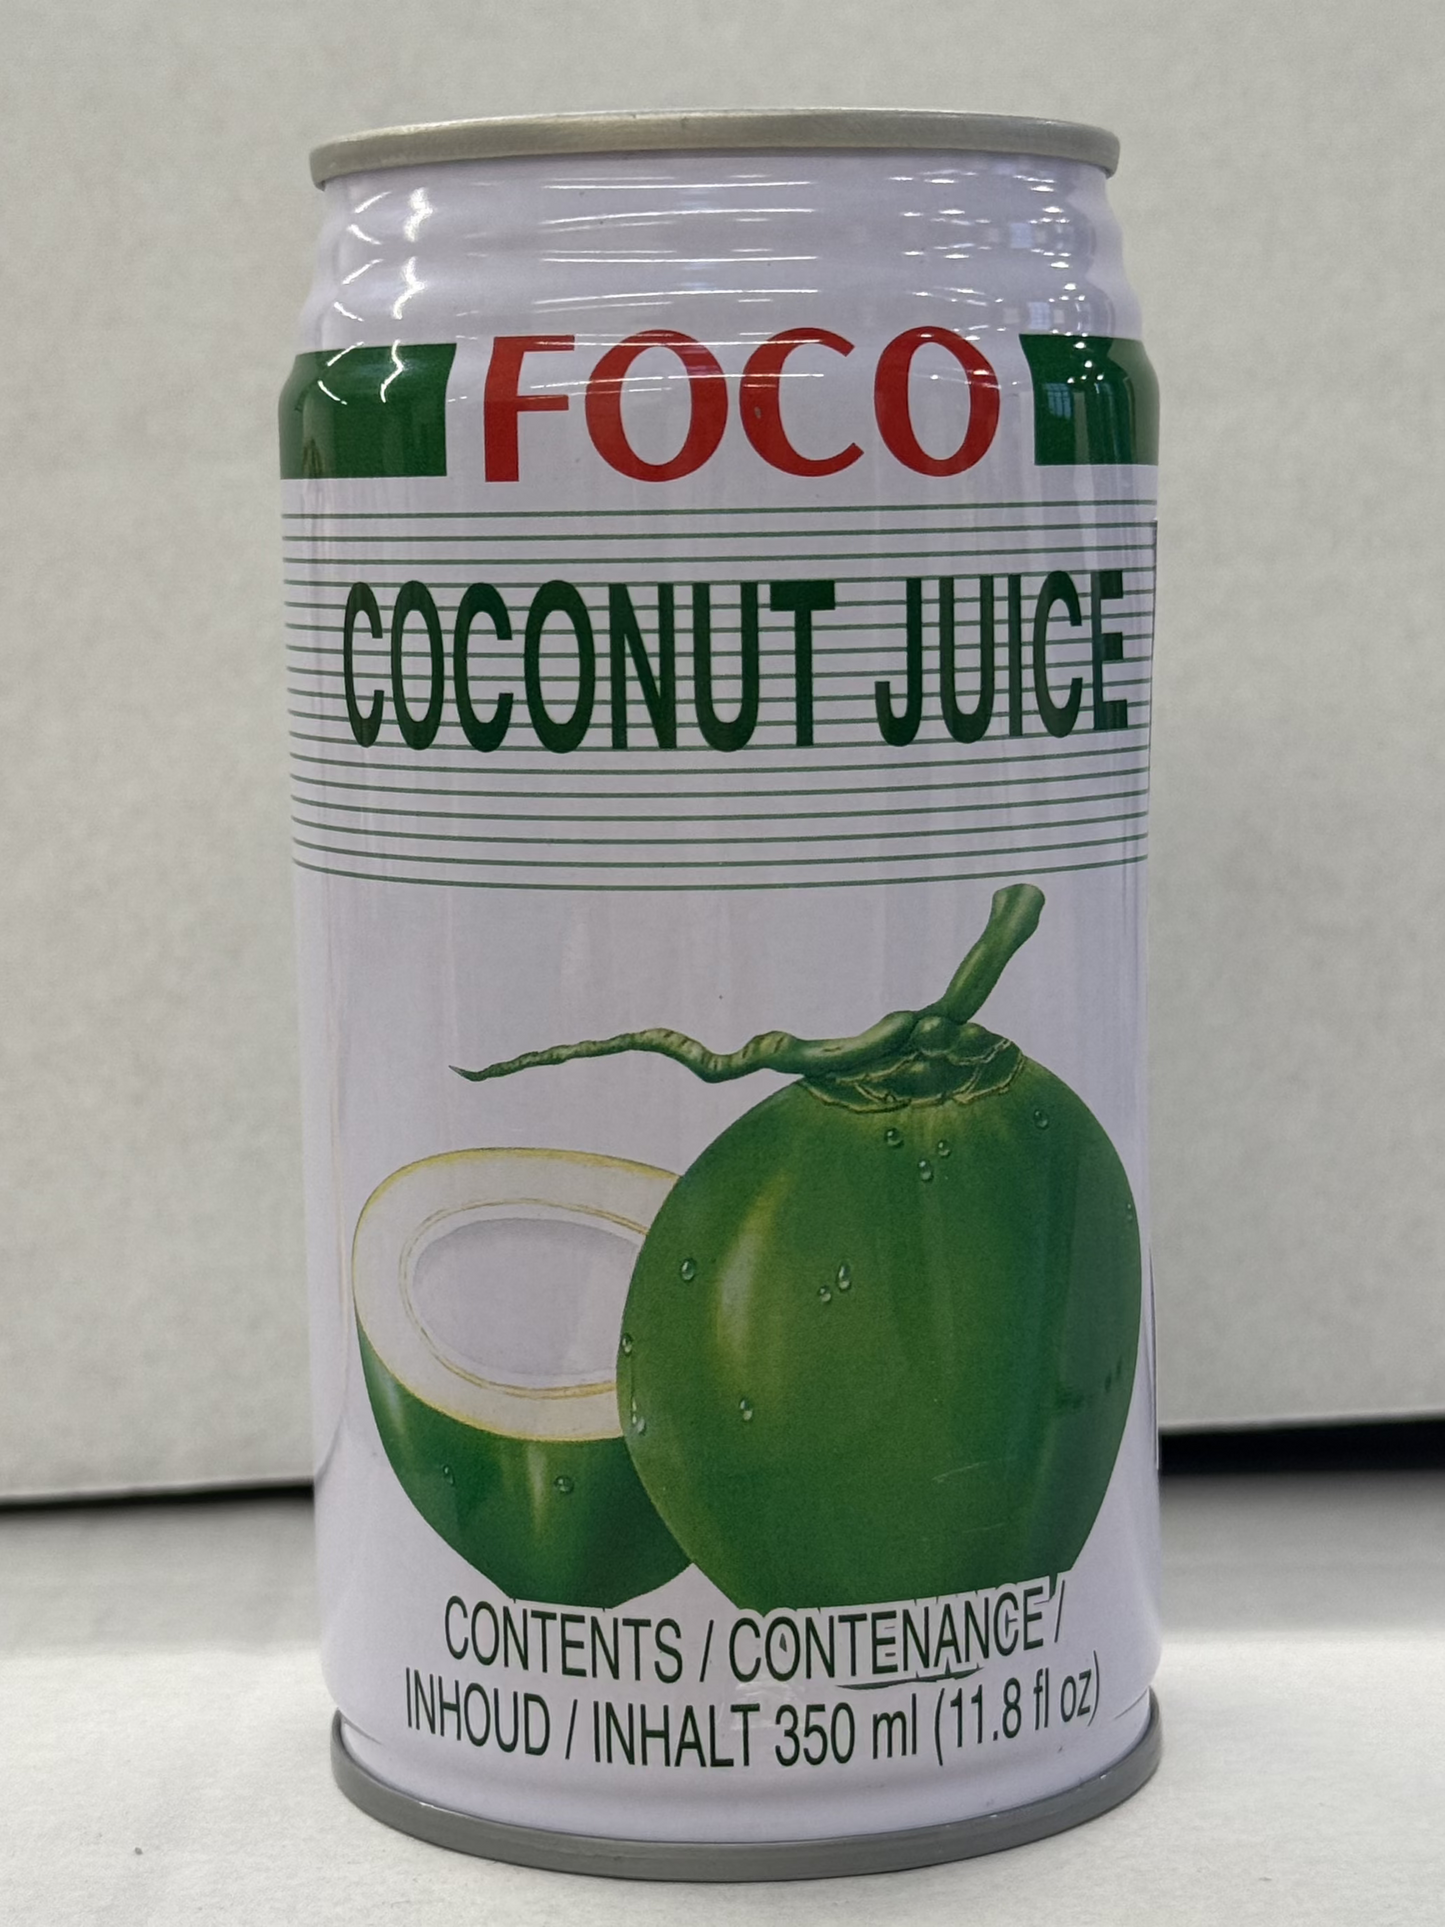 FOCO
COCONUT JUICE
CONTENTS / CONTENANCE /
INHOUD / INHALT 350 ml (11.8 fl oz)